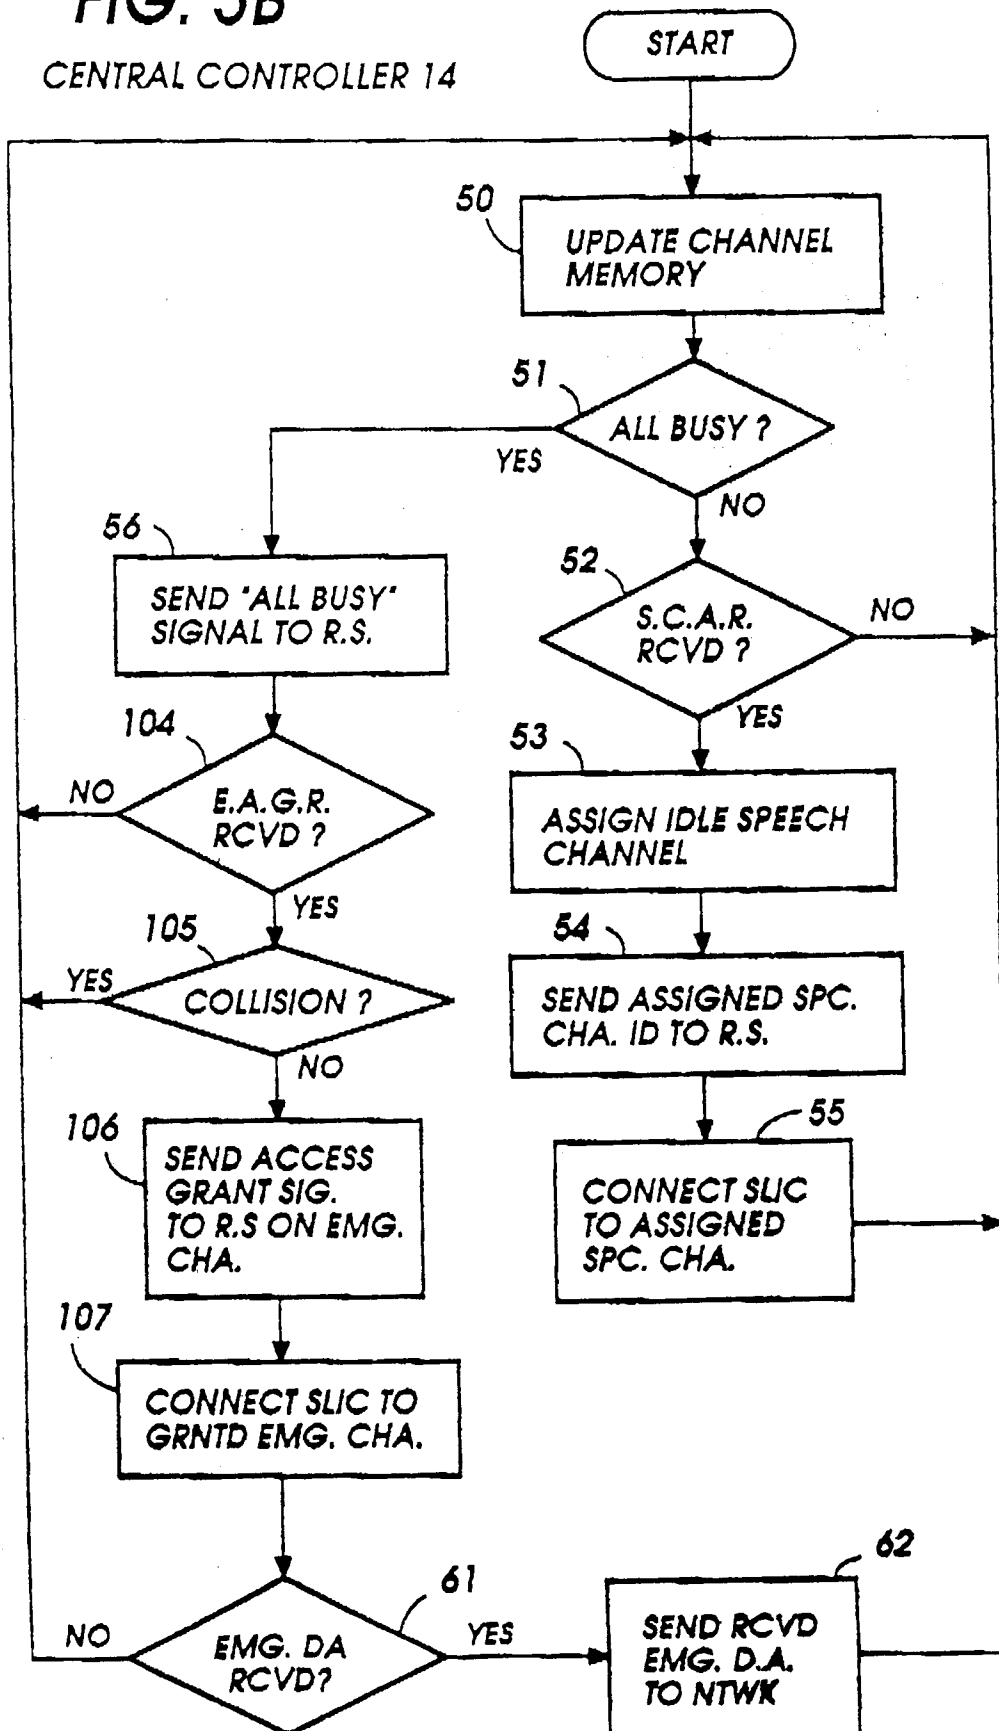 FIG. 5B
CENTRAL CONTROLLER 14
START
50
UPDATE CHANNEL
MEMORY
51
ALL BUSY ?
YES
NO
56
SEND "ALL BUSY"
SIGNAL TO R.S.
52
S.C.A.R.
RCVD ?
NO
YES
104
E.A.G.R.
RCVD ?
NO
YES
53
ASSIGN IDLE SPEECH
CHANNEL
105
COLLISION ?
YES
NO
54
SEND ASSIGNED SPC.
CHA. ID TO R.S.
106
SEND ACCESS
GRANT SIG.
TO R.S ON EMG.
CHA.
55
CONNECT SLIC
TO ASSIGNED
SPC. CHA.
107
CONNECT SLIC TO
GRNTD EMG. CHA.
61
EMG. DA
RCVD?
NO
YES
62
SEND RCVD
EMG. D.A.
TO NTWK